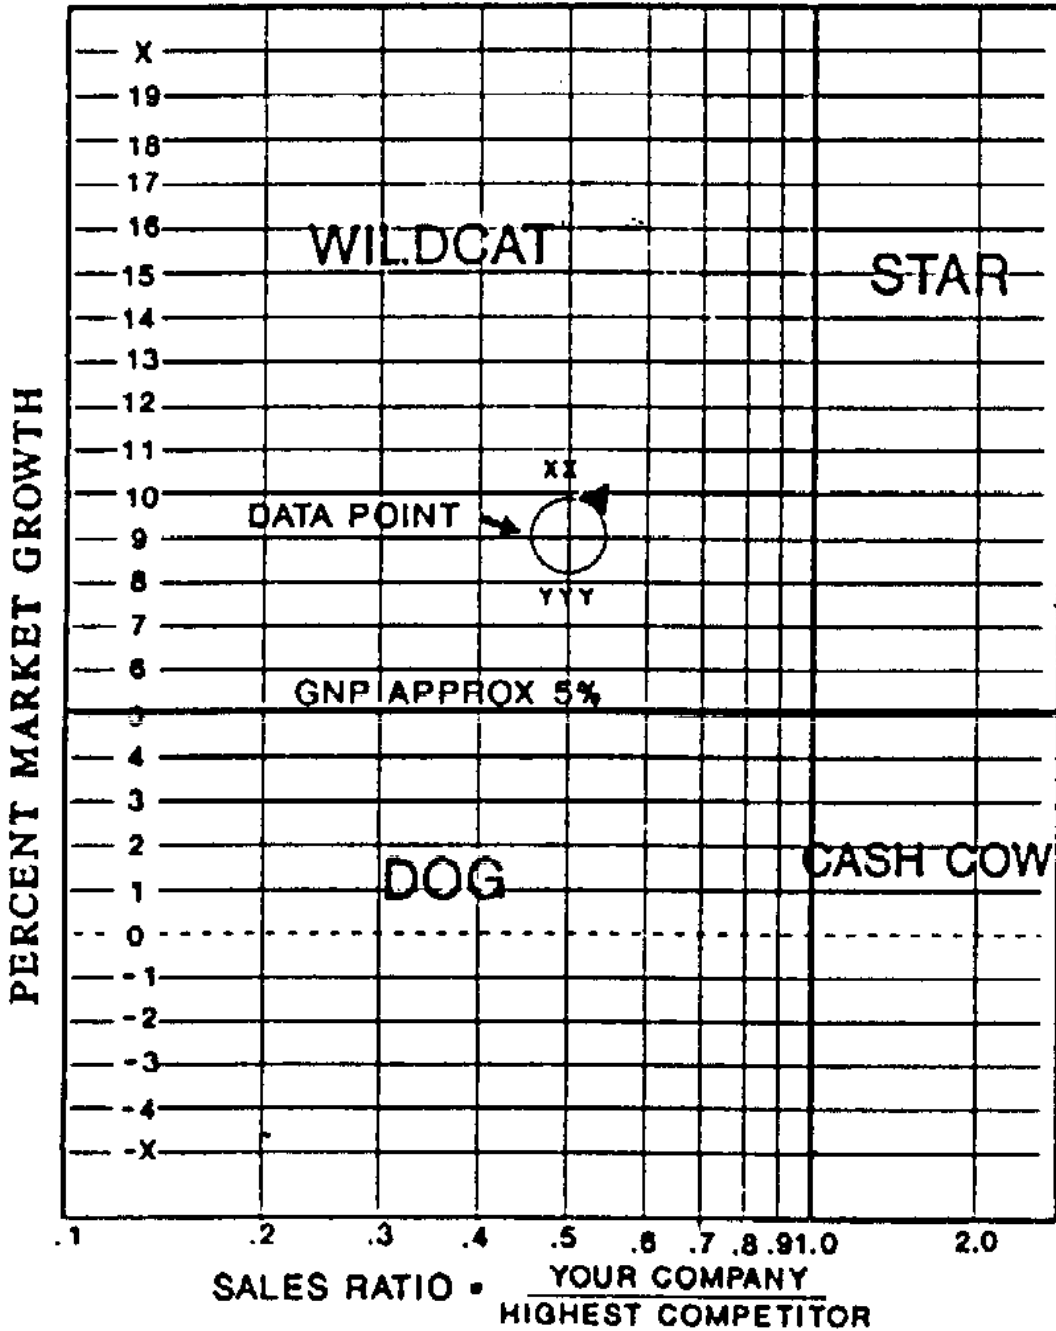 X
19
18
17
16
WILDCAT
STAR
15
14
13
12
11
XX
10
DATA POINT
9
8
YYY
7
6
GNP APPROX 5%
5
4
3
2
CASH COW
DOG
1
0
-1
-2
-3
-4
-X
PERCENT MARKET GROWTH
.1 .2 .3 .4 .5 .6 .7 .8 .9 1.0 2.0
SALES RATIO = YOUR COMPANY
HIGHEST COMPETITOR